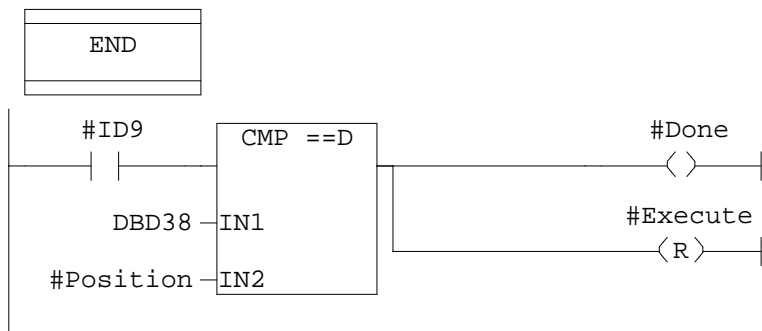 END
#ID9
CMP ==D
#Done
DBD38
IN1
#Execute
R
#Position
IN2